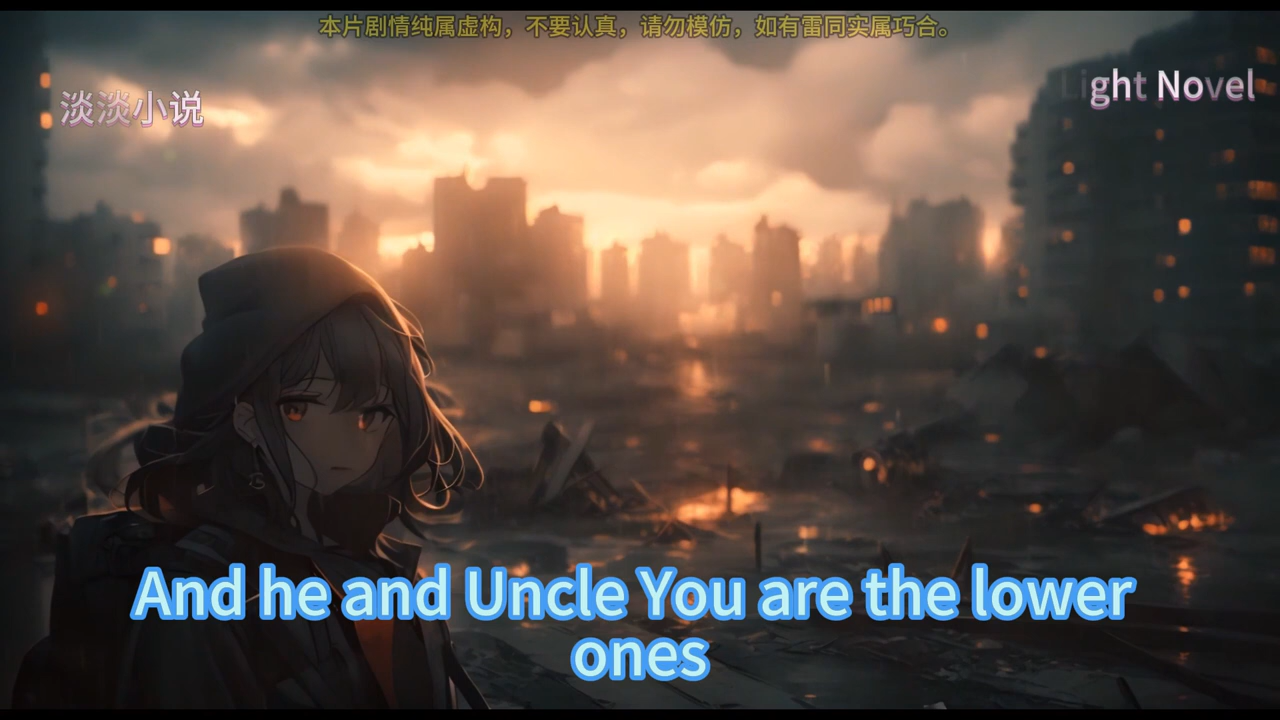 本片剧情纯属虚构，不要认真，请勿模仿，如有雷同实属巧合。
淡淡小说
Light Novel
And he and Uncle You are the lower
ones